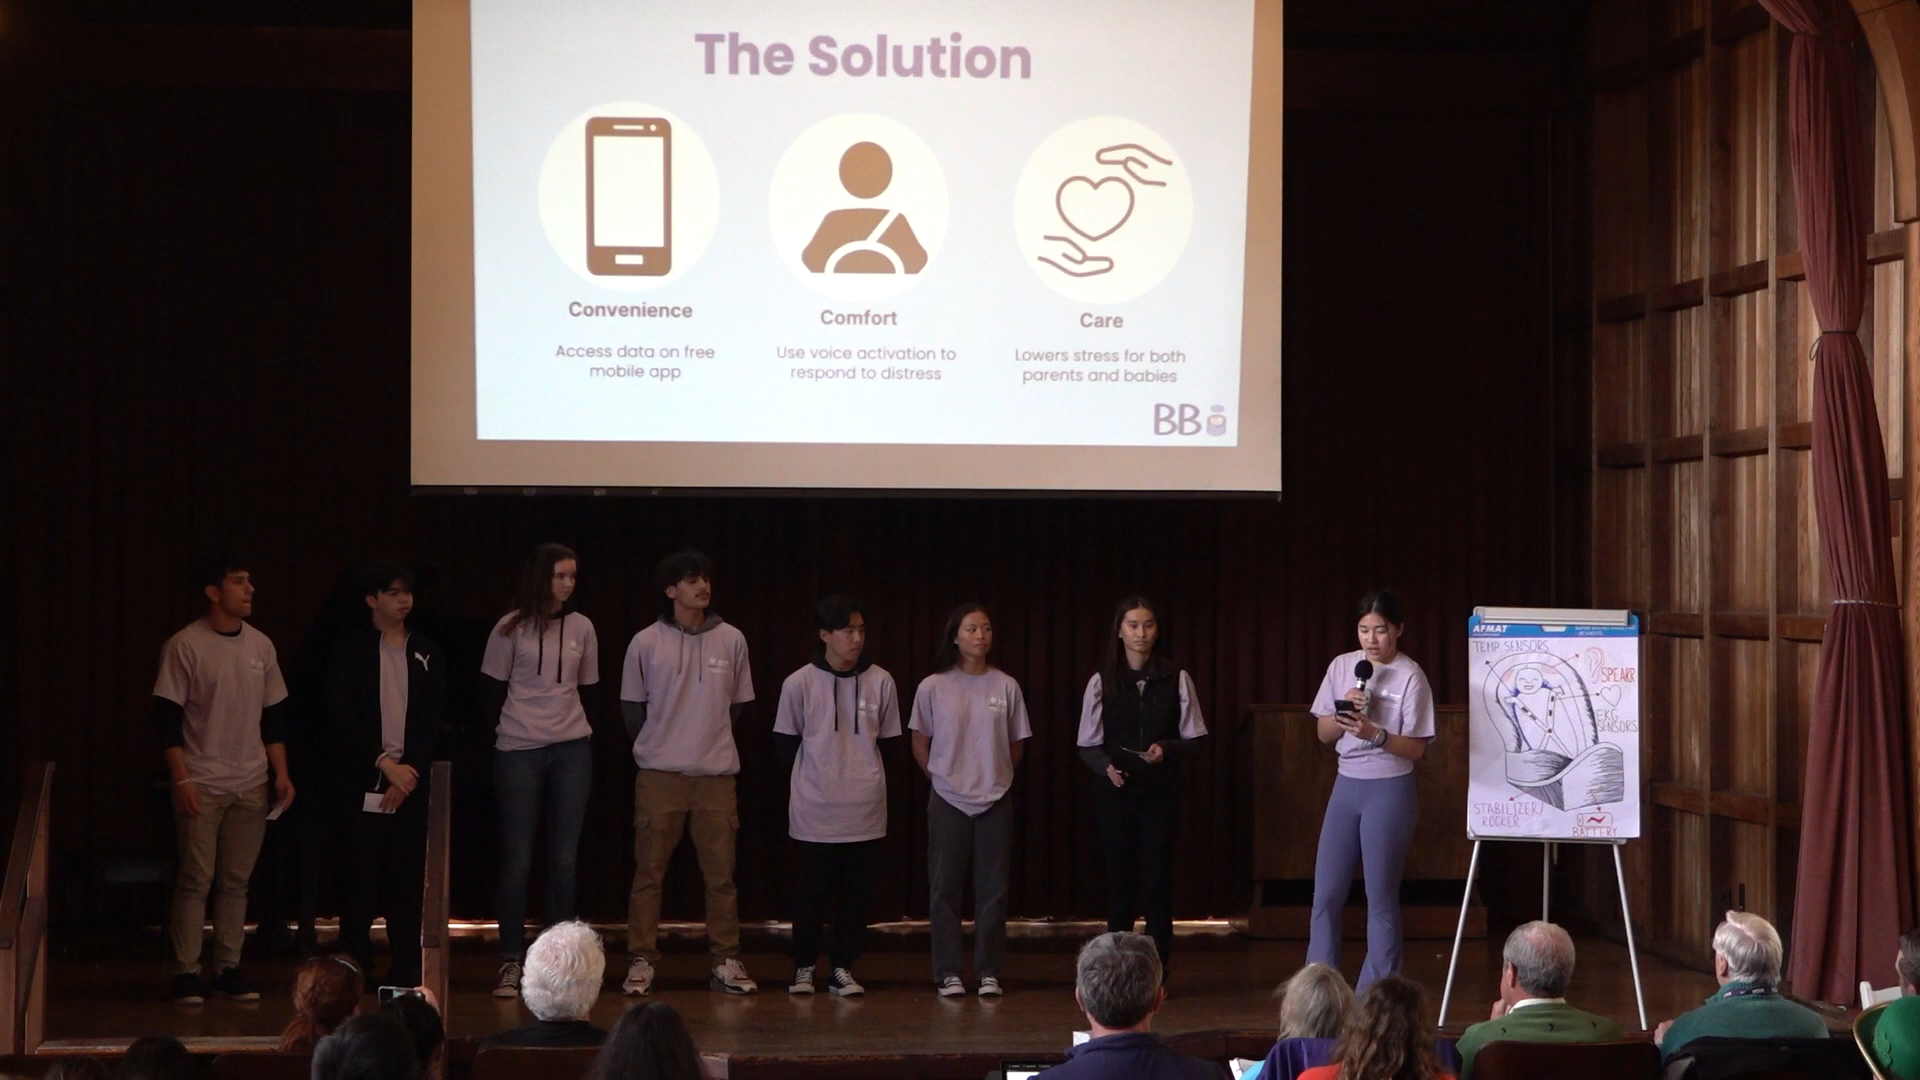 The Solution
Convenience
Access data on free
mobile app
Comfort
Use voice activation to
respond to distress
Care
Lowers stress for both
parents and babies
BB
AFMAT
TEMP SENSORS
SPEAKR
EKG
SENSORS
STABILIZER/
ROCKER
BATTERY